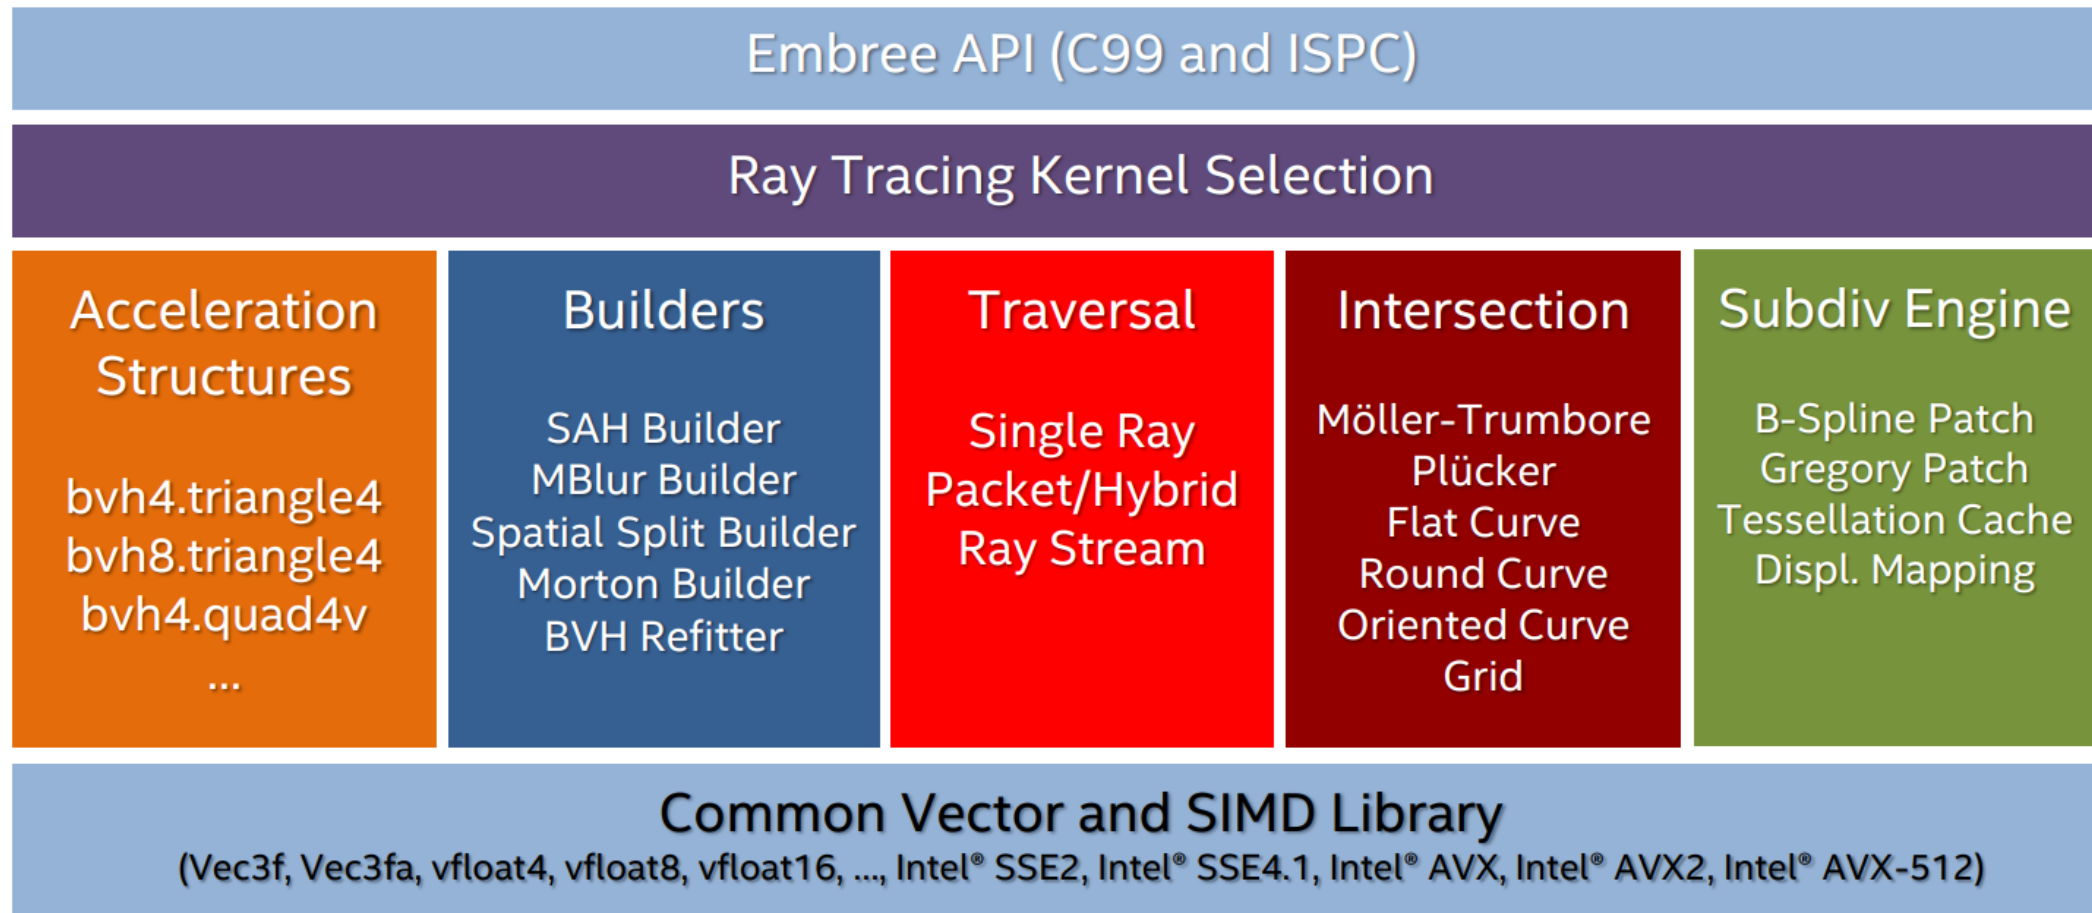 Embree API (C99 and ISPC)
Ray Tracing Kernel Selection
Acceleration
Structures
bvh4.triangle4
bvh8.triangle4
bvh4.quad4v
...
Builders
SAH Builder
MBlur Builder
Spatial Split Builder
Morton Builder
BVH Refitter
Traversal
Single Ray
Packet/Hybrid
Ray Stream
Intersection
Möller-Trumbore
Plücker
Flat Curve
Round Curve
Oriented Curve
Grid
Subdiv Engine
B-Spline Patch
Gregory Patch
Tessellation Cache
Displ. Mapping
Common Vector and SIMD Library
(Vec3f, Vec3fa, vfloat4, vfloat8, vfloat16, ..., Intel® SSE2, Intel® SSE4.1, Intel® AVX, Intel® AVX2, Intel® AVX-512)